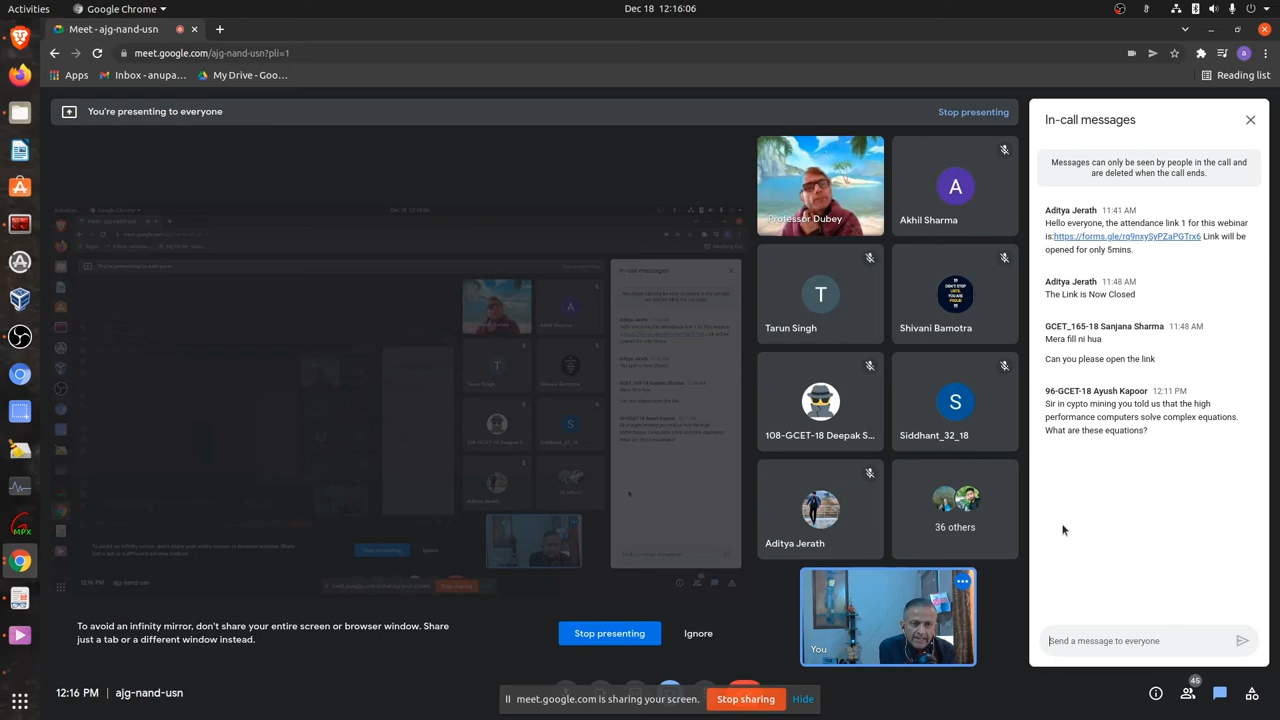 Activities
Google Chrome
Dec 18 12:16:06
Meet - ajg-nand-usn
meet.google.com/ajg-nand-usn?pli=1
a
Apps
Inbox - anupa...
My Drive - Goo...
Reading list
You're presenting to everyone
Stop presenting
Professor Dubey
A
Akhil Sharma
T
Tarun Singh
Shivani Bamotra
108-GCET-18 Deepak S...
S
Siddhant_32_18
Aditya Jerath
36 others
You
In-call messages
Messages can only be seen by people in the call and
are deleted when the call ends.
Aditya Jerath 11:41 AM
Hello everyone, the attendance link 1 for this webinar
is:https://forms.gle/rq9nxySyPZaPGTrx6 Link will be
opened for only 5mins.
Aditya Jerath 11:48 AM
The Link is Now Closed
GCET_165-18 Sanjana Sharma 11:48 AM
Mera fill ni hua
Can you please open the link
96-GCET-18 Ayush Kapoor 12:11 PM
Sir in cypto mining you told us that the high
performance computers solve complex equations.
What are these equations?
Send a message to everyone
To avoid an infinity mirror, don't share your entire screen or browser window. Share
just a tab or a different window instead.
Stop presenting
Ignore
12:16 PM | ajg-nand-usn
meet.google.com is sharing your screen.
Stop sharing
Hide
45
MPX